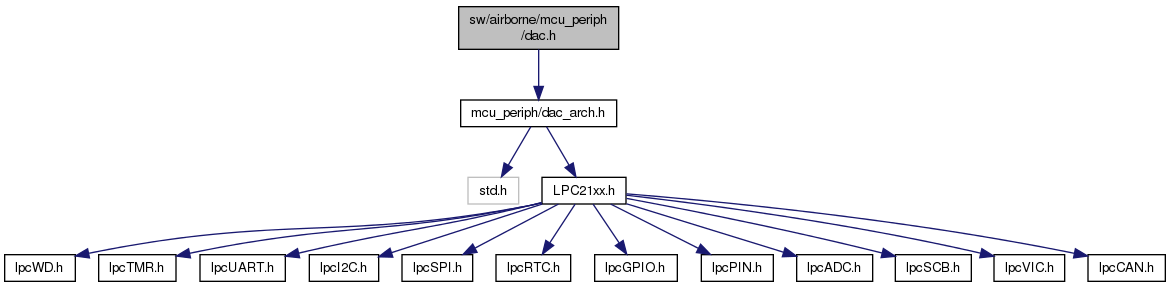 sw/airborne/mcu_periph
/dac.h
mcu_periph/dac_arch.h
std.h
LPC21xx.h
lpcWD.h
lpcTMR.h
lpcUART.h
lpcI2C.h
lpcSPI.h
lpcRTC.h
lpcGPIO.h
lpcPIN.h
lpcADC.h
lpcSCB.h
lpcVIC.h
lpcCAN.h